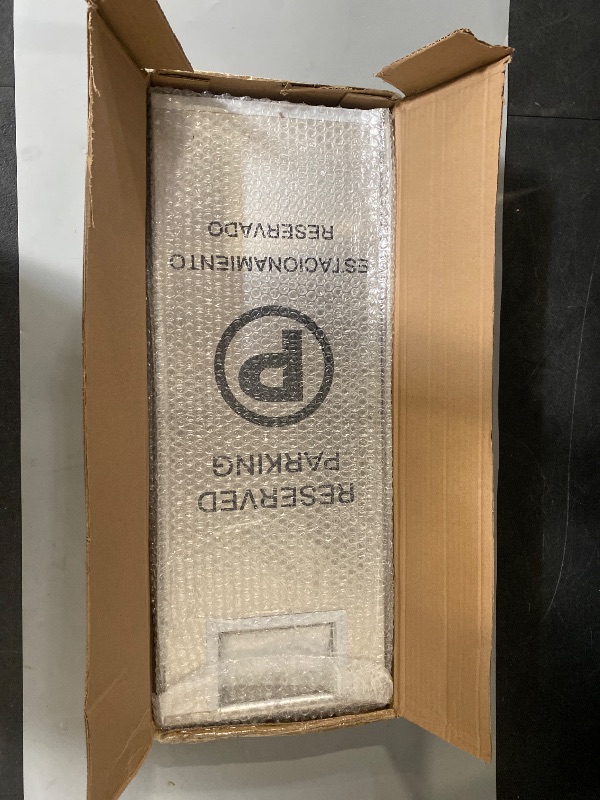 RESERVED
PARKING
P
ESTACIONAMIENTO
RESERVADO